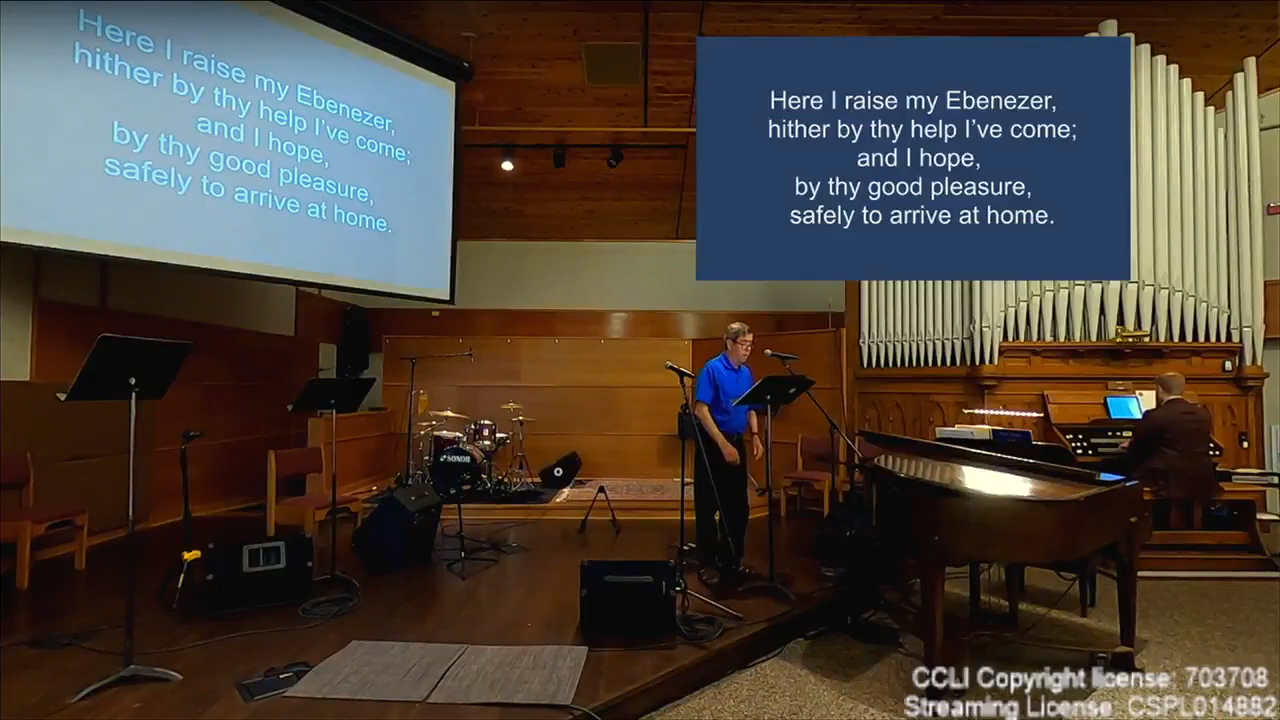 Here I raise my Ebenezer,
hither by thy help I've come;
and I hope,
by thy good pleasure,
safely to arrive at home.
Here I raise my Ebenezer,
hither by thy help I've come;
and I hope,
by thy good pleasure,
safely to arrive at home.
SONOR
CCLI Copyright license: 703708
Streaming License: CSPL014882